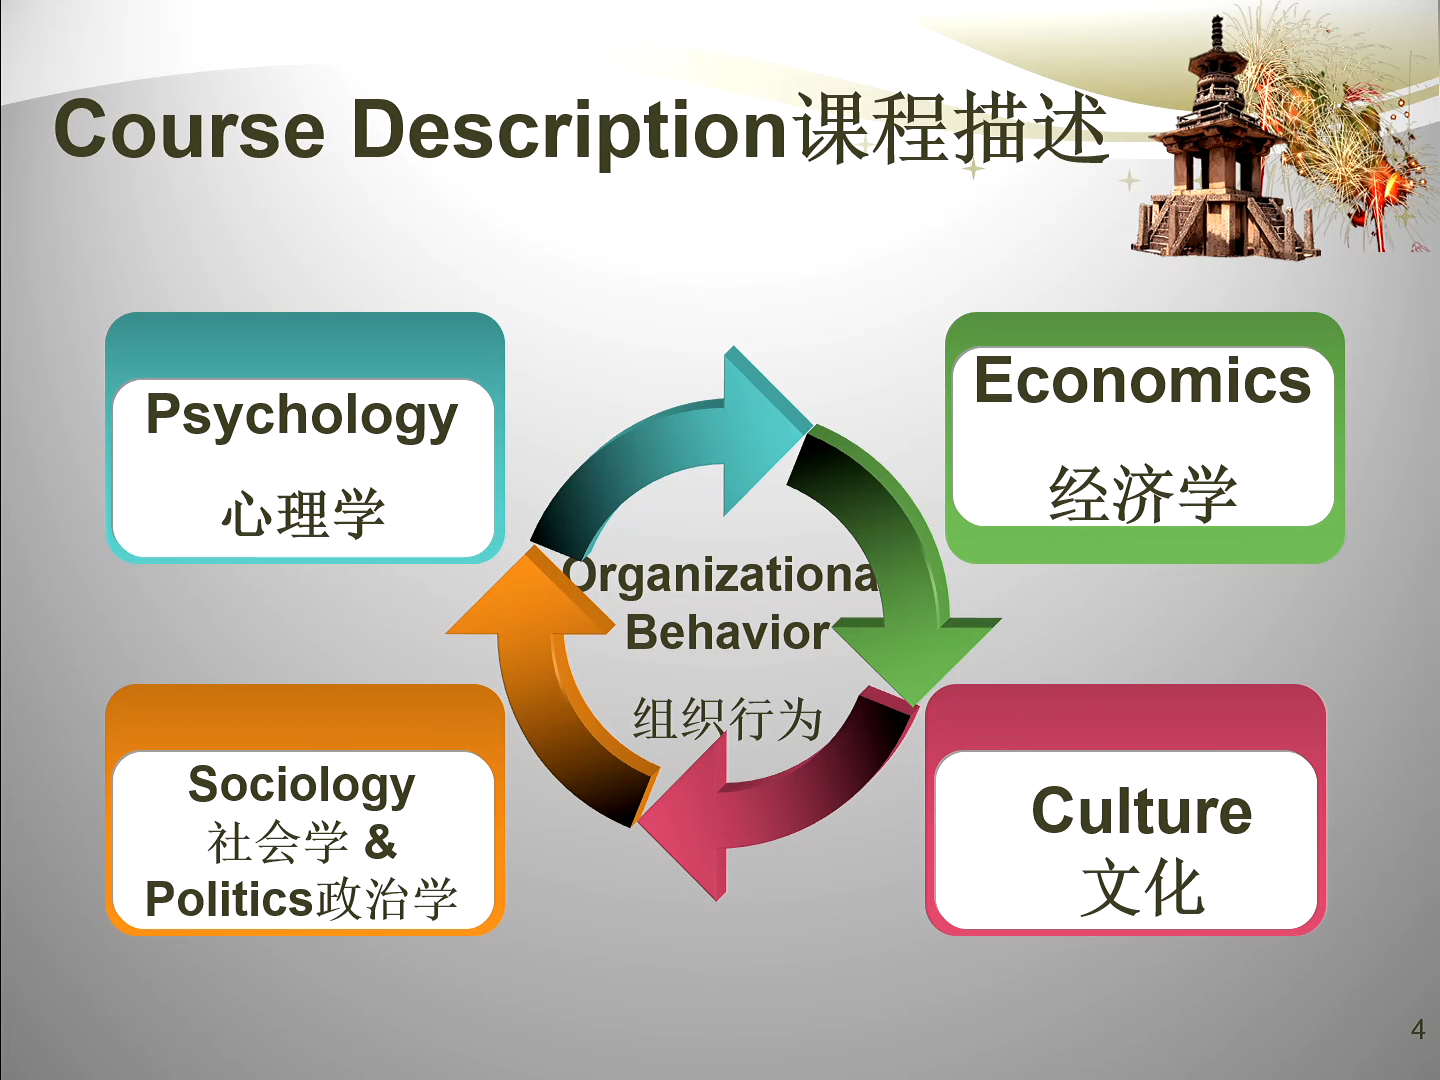 Course Description课程描述
Psychology
心理学
Economics
经济学
Organizationa
Behavior
组织行为
Sociology
社会学 &
Politics政治学
Culture
文化
4